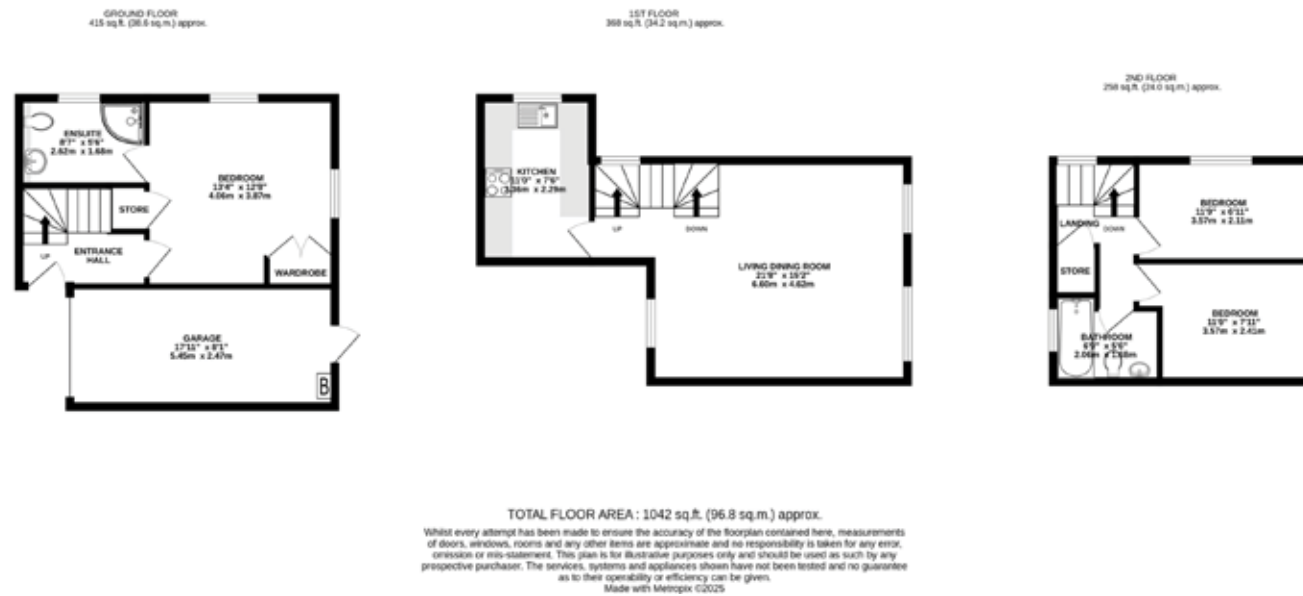 GROUND FLOOR
415 sq.ft. (38.6 sq.m.) approx.
ENSUITE
8'7" x 5'6"
2.62m x 1.68m
BEDROOM
13'4" x 12'8"
4.06m x 3.87m
STORE
UP
ENTRANCE
HALL
WARDROBE
GARAGE
17'11" x 8'1"
5.45m x 2.47m
B
1ST FLOOR
368 sq.ft. (34.2 sq.m.) approx.
KITCHEN
11'0" x 7'6"
3.36m x 2.29m
UP
DOWN
LIVING DINING ROOM
21'8" x 15'2"
6.60m x 4.62m
2ND FLOOR
258 sq.ft. (24.0 sq.m.) approx.
BEDROOM
11'9" x 6'11"
3.57m x 2.11m
LANDING
DOWN
STORE
BEDROOM
11'9" x 7'11"
3.57m x 2.41m
BATHROOM
6'9" x 5'6"
2.06m x 1.68m
TOTAL FLOOR AREA : 1042 sq.ft. (96.8 sq.m.) approx.
Whilst every attempt has been made to ensure the accuracy of the floorplan contained here, measurements
of doors, windows, rooms and any other items are approximate and no responsibility is taken for any error,
omission or mis-statement. This plan is for illustrative purposes only and should be used as such by any
prospective purchaser. The services, systems and appliances shown have not been tested and no guarantee
as to their operability or efficiency can be given.
Made with Metropix ©2025